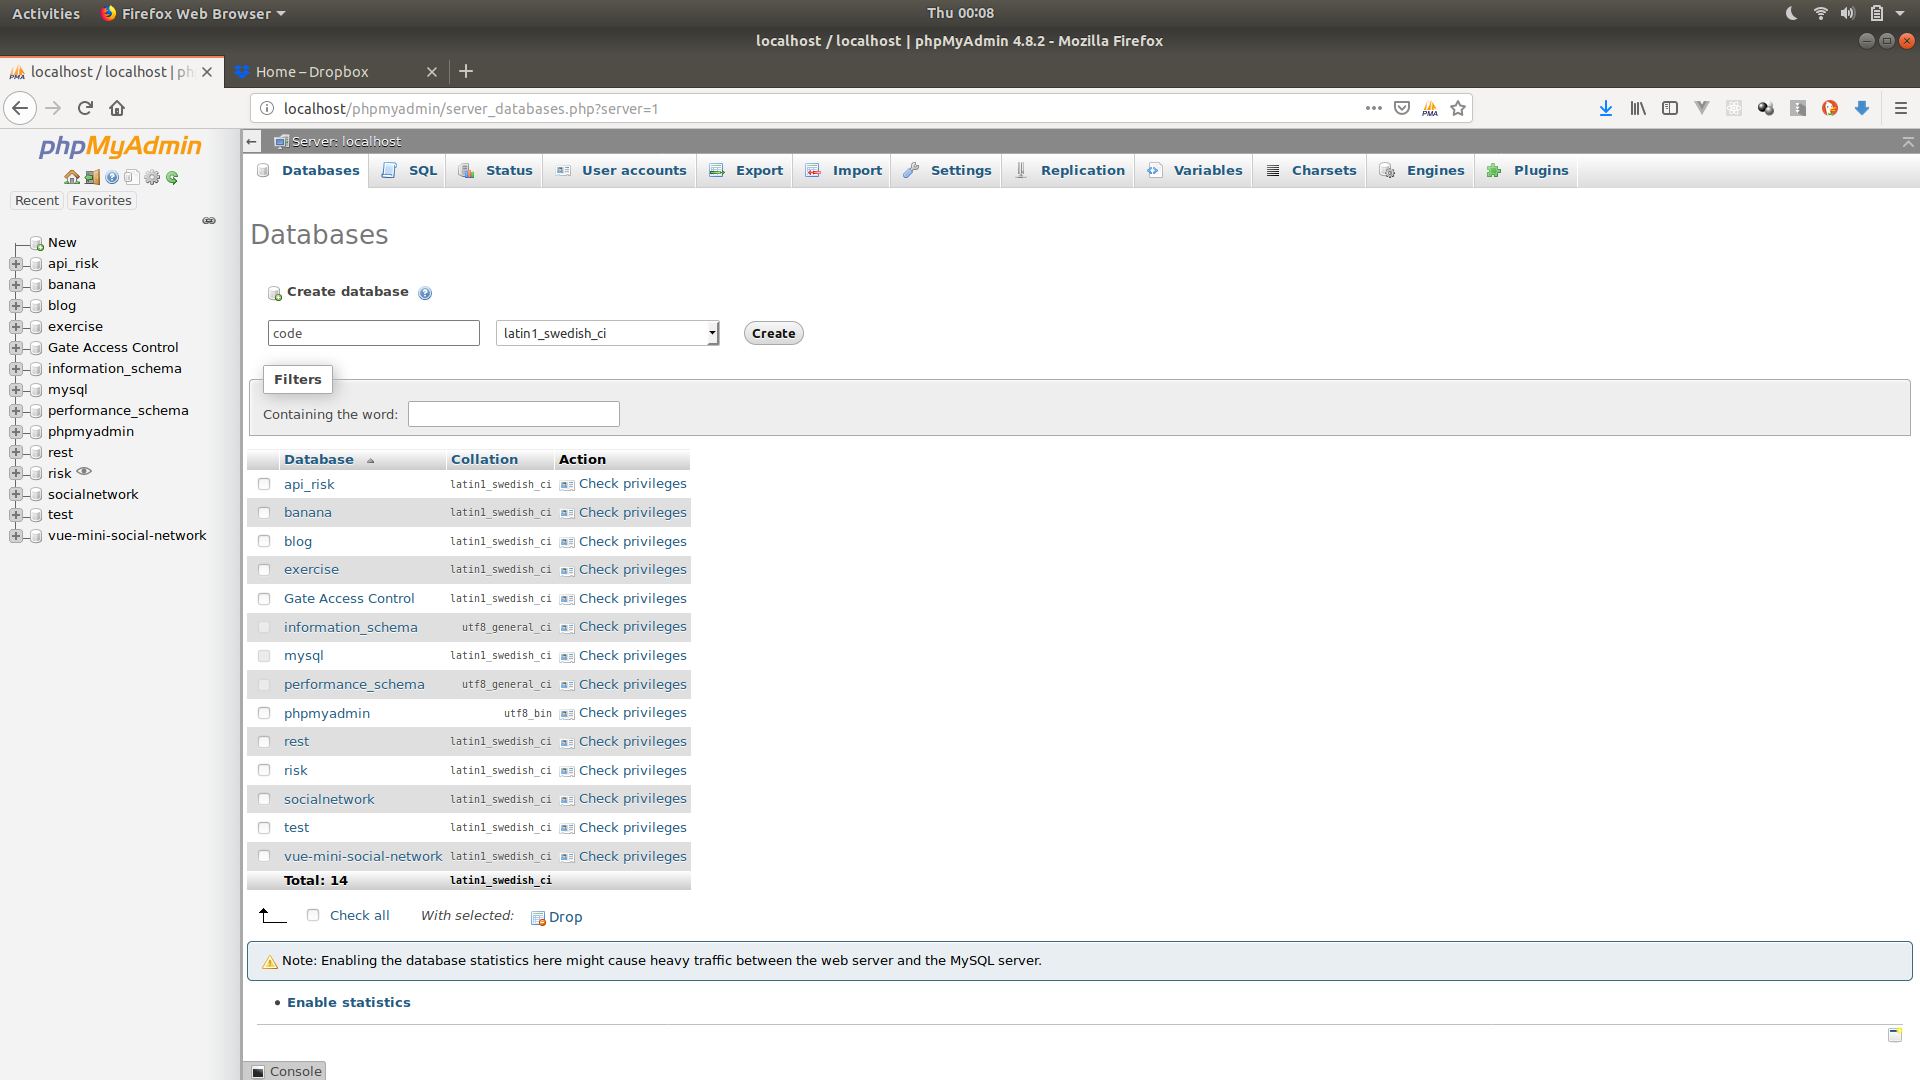 Activities Firefox Web Browser Thu 00:08
localhost / localhost | phpMyAdmin 4.8.2 - Mozilla Firefox
localhost / localhost | ph Home – Dropbox
localhost/phpmyadmin/server_databases.php?server=1
phpMyAdmin
Recent Favorites
New
api_risk
banana
blog
exercise
Gate Access Control
information_schema
mysql
performance_schema
phpmyadmin
rest
risk
socialnetwork
test
vue-mini-social-network
Server: localhost
Databases SQL Status User accounts Export Import Settings Replication Variables Charsets Engines Plugins
Databases
Create database
code latin1_swedish_ci Create
Filters
Containing the word:
Database Collation Action
api_risk latin1_swedish_ci Check privileges
banana latin1_swedish_ci Check privileges
blog latin1_swedish_ci Check privileges
exercise latin1_swedish_ci Check privileges
Gate Access Control latin1_swedish_ci Check privileges
information_schema utf8_general_ci Check privileges
mysql latin1_swedish_ci Check privileges
performance_schema utf8_general_ci Check privileges
phpmyadmin utf8_bin Check privileges
rest latin1_swedish_ci Check privileges
risk latin1_swedish_ci Check privileges
socialnetwork latin1_swedish_ci Check privileges
test latin1_swedish_ci Check privileges
vue-mini-social-network latin1_swedish_ci Check privileges
Total: 14 latin1_swedish_ci
Check all With selected: Drop
Note: Enabling the database statistics here might cause heavy traffic between the web server and the MySQL server.
Enable statistics
Console